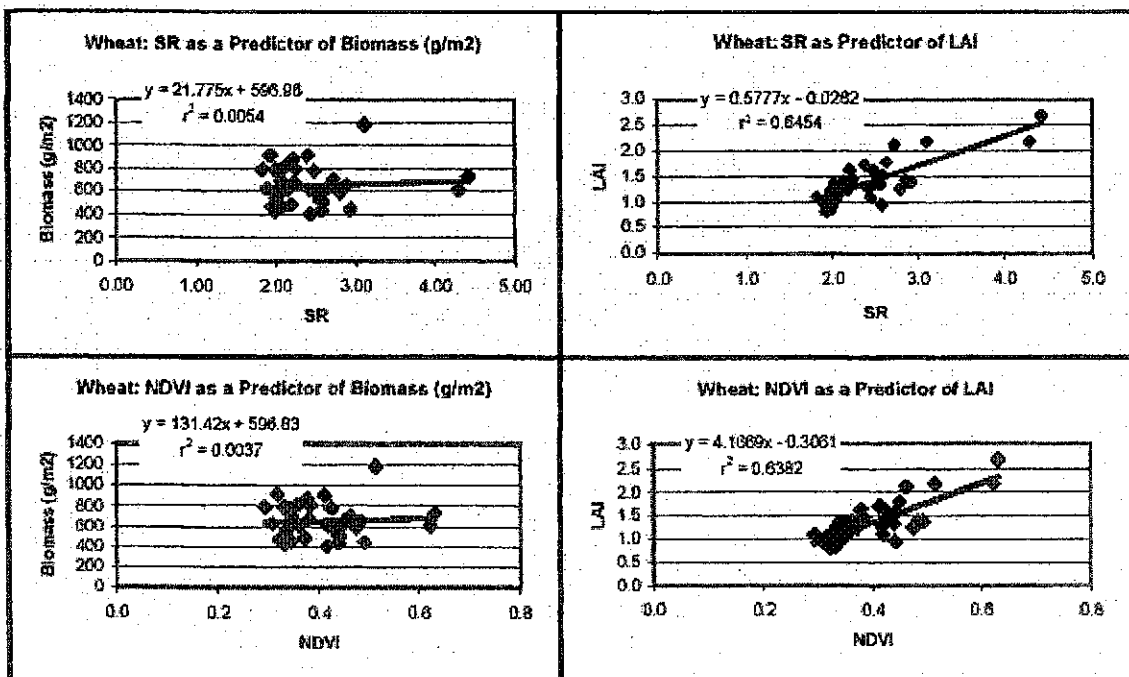 Wheat: SR as a Predictor of Biomass (g/m2)
y = 21.775x + 596.96
r² = 0.0054
Biomass (g/m2)
1400
1200
1000
800
600
400
200
0
0.00 1.00 2.00 3.00 4.00 5.00
SR
Wheat: SR as Predictor of LAI
y = 0.5777x - 0.0262
r² = 0.6454
LAI
3.0
2.5
2.0
1.5
1.0
0.5
0.0
0.0 1.0 2.0 3.0 4.0 5.0
SR
Wheat: NDVI as a Predictor of Biomass (g/m2)
y = 131.42x + 596.83
r² = 0.0037
Biomass (g/m2)
1400
1200
1000
800
600
400
200
0
0.0 0.2 0.4 0.6 0.8
NDVI
Wheat: NDVI as a Predictor of LAI
y = 4.1669x - 0.3061
r² = 0.6382
LAI
3.0
2.5
2.0
1.5
1.0
0.5
0.0
0.0 0.2 0.4 0.6 0.8
NDVI